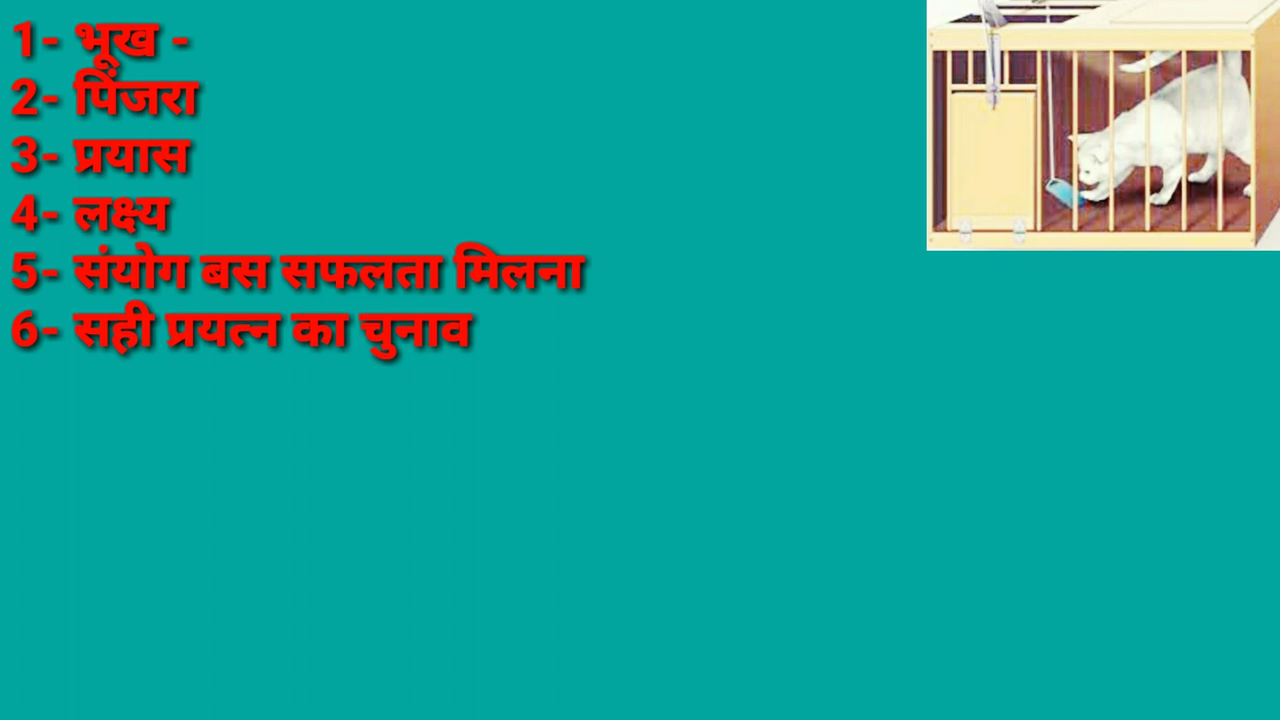 1- भूख -
2- पिंजरा
3- प्रयास
4- लक्ष्य
5- संयोग बस सफलता मिलना
6- सही प्रयत्न का चुनाव